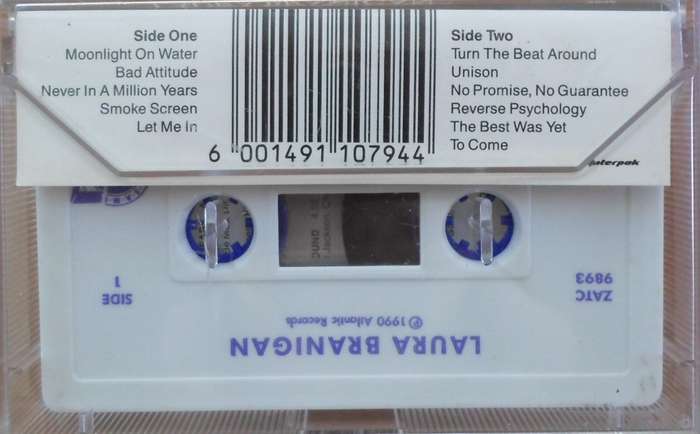 Side One
Moonlight On Water
Bad Attitude
Never In A Million Years
Smoke Screen
Let Me In
6 001491 107944
Side Two
Turn The Beat Around
Unison
No Promise, No Guarantee
Reverse Psychology
The Best Was Yet
To Come
interpak
SIDE
1
ZATC
9893
℗ 1990 Atlantic Records
LAURA BRANIGAN